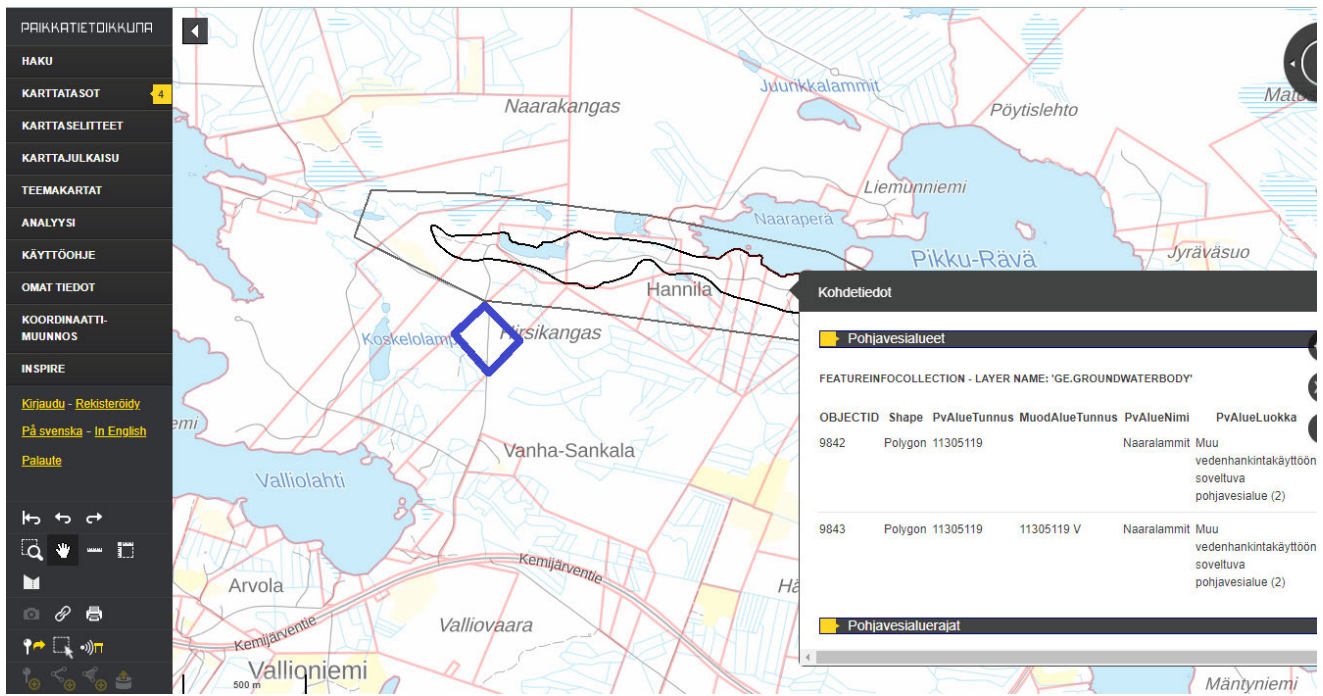 PAIKKATIETOIKKUNA
HAKU
KARTTATASOT 4
KARTTASELITTEET
KARTTAJULKAISU
TEEMAKARTAT
ANALYYSI
KÄYTTÖOHJE
OMAT TIEDOT
KOORDINAATTI-
MUUNNOS
INSPIRE
Kirjaudu - Rekisteröidy
På svenska - In English
Palaute
Juurikkalammit
Naarakangas
Pöytislehto
Liemunniemi
Naaraperä
Pikku-Rävä
Jyräväsuo
Hannila
Hirsikangas
Vanha-Sankala
Valliolahti
Kemijärventie
Arvola
Valliovaara
Kemijärventie
Vallioniemi
500 m
Mäntyniemi
Kohdetiedot
Pohjavesialueet
FEATUREINFOCOLLECTION - LAYER NAME: 'GE.GROUNDWATERBODY'
OBJECTID Shape PvAlueTunnus MuodAlueTunnus PvAlueNimi PvAlueLuokka
9842 Polygon 11305119 Naaralammit Muu
vedenhankintakäyttöön
soveltuva
pohjavesialue (2)
9843 Polygon 11305119 11305119 V Naaralammit Muu
vedenhankintakäyttöön
soveltuva
pohjavesialue (2)
Pohjavesialuerajat